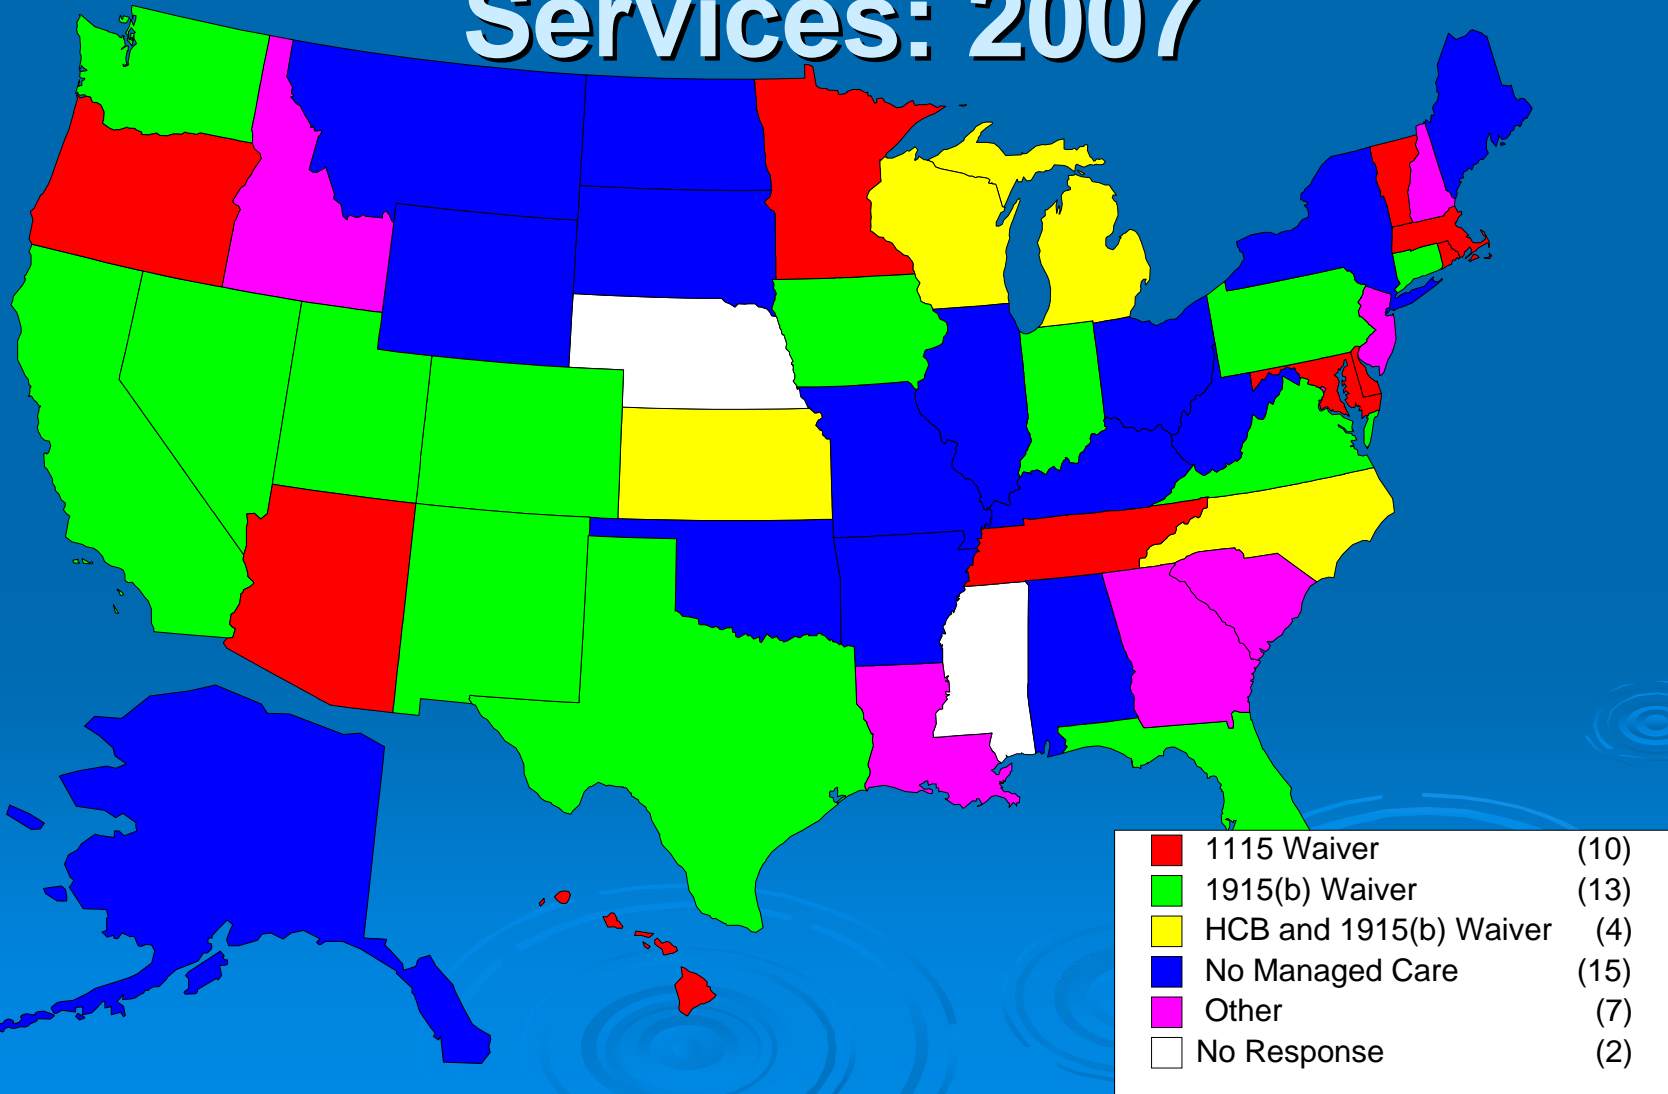 Services: 2007
1115 Waiver (10)
1915(b) Waiver (13)
HCB and 1915(b) Waiver (4)
No Managed Care (15)
Other (7)
No Response (2)